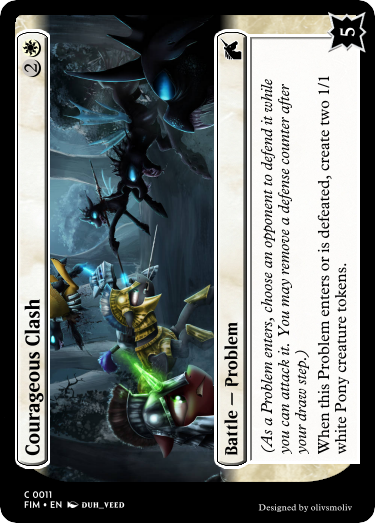 Courageous Clash 2
Battle — Problem
(As a Problem enters, choose an opponent to defend it while
you can attack it. You may remove a defense counter after
your draw step.)
When this Problem enters or is defeated, create two 1/1
white Pony creature tokens.
5
C 0011
FIM • EN DUH_VEED
Designed by olivsmoliv